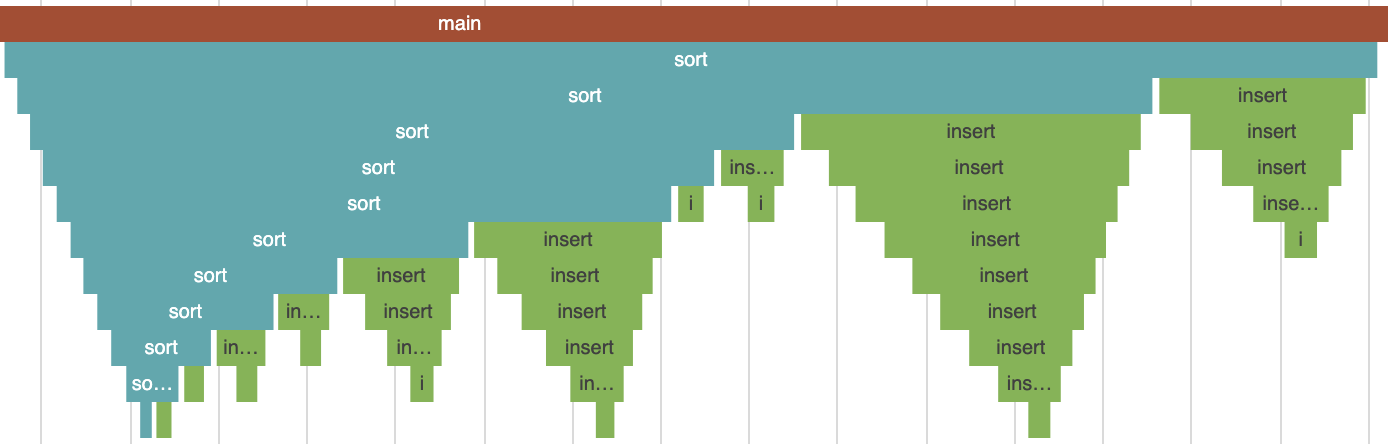 main
sort
sort insert
sort insert insert
sort ins… insert insert
sort i i insert inse…
sort insert insert i
sort insert insert insert
sort in… insert insert insert
sort in… in… insert insert
so… i in… ins…